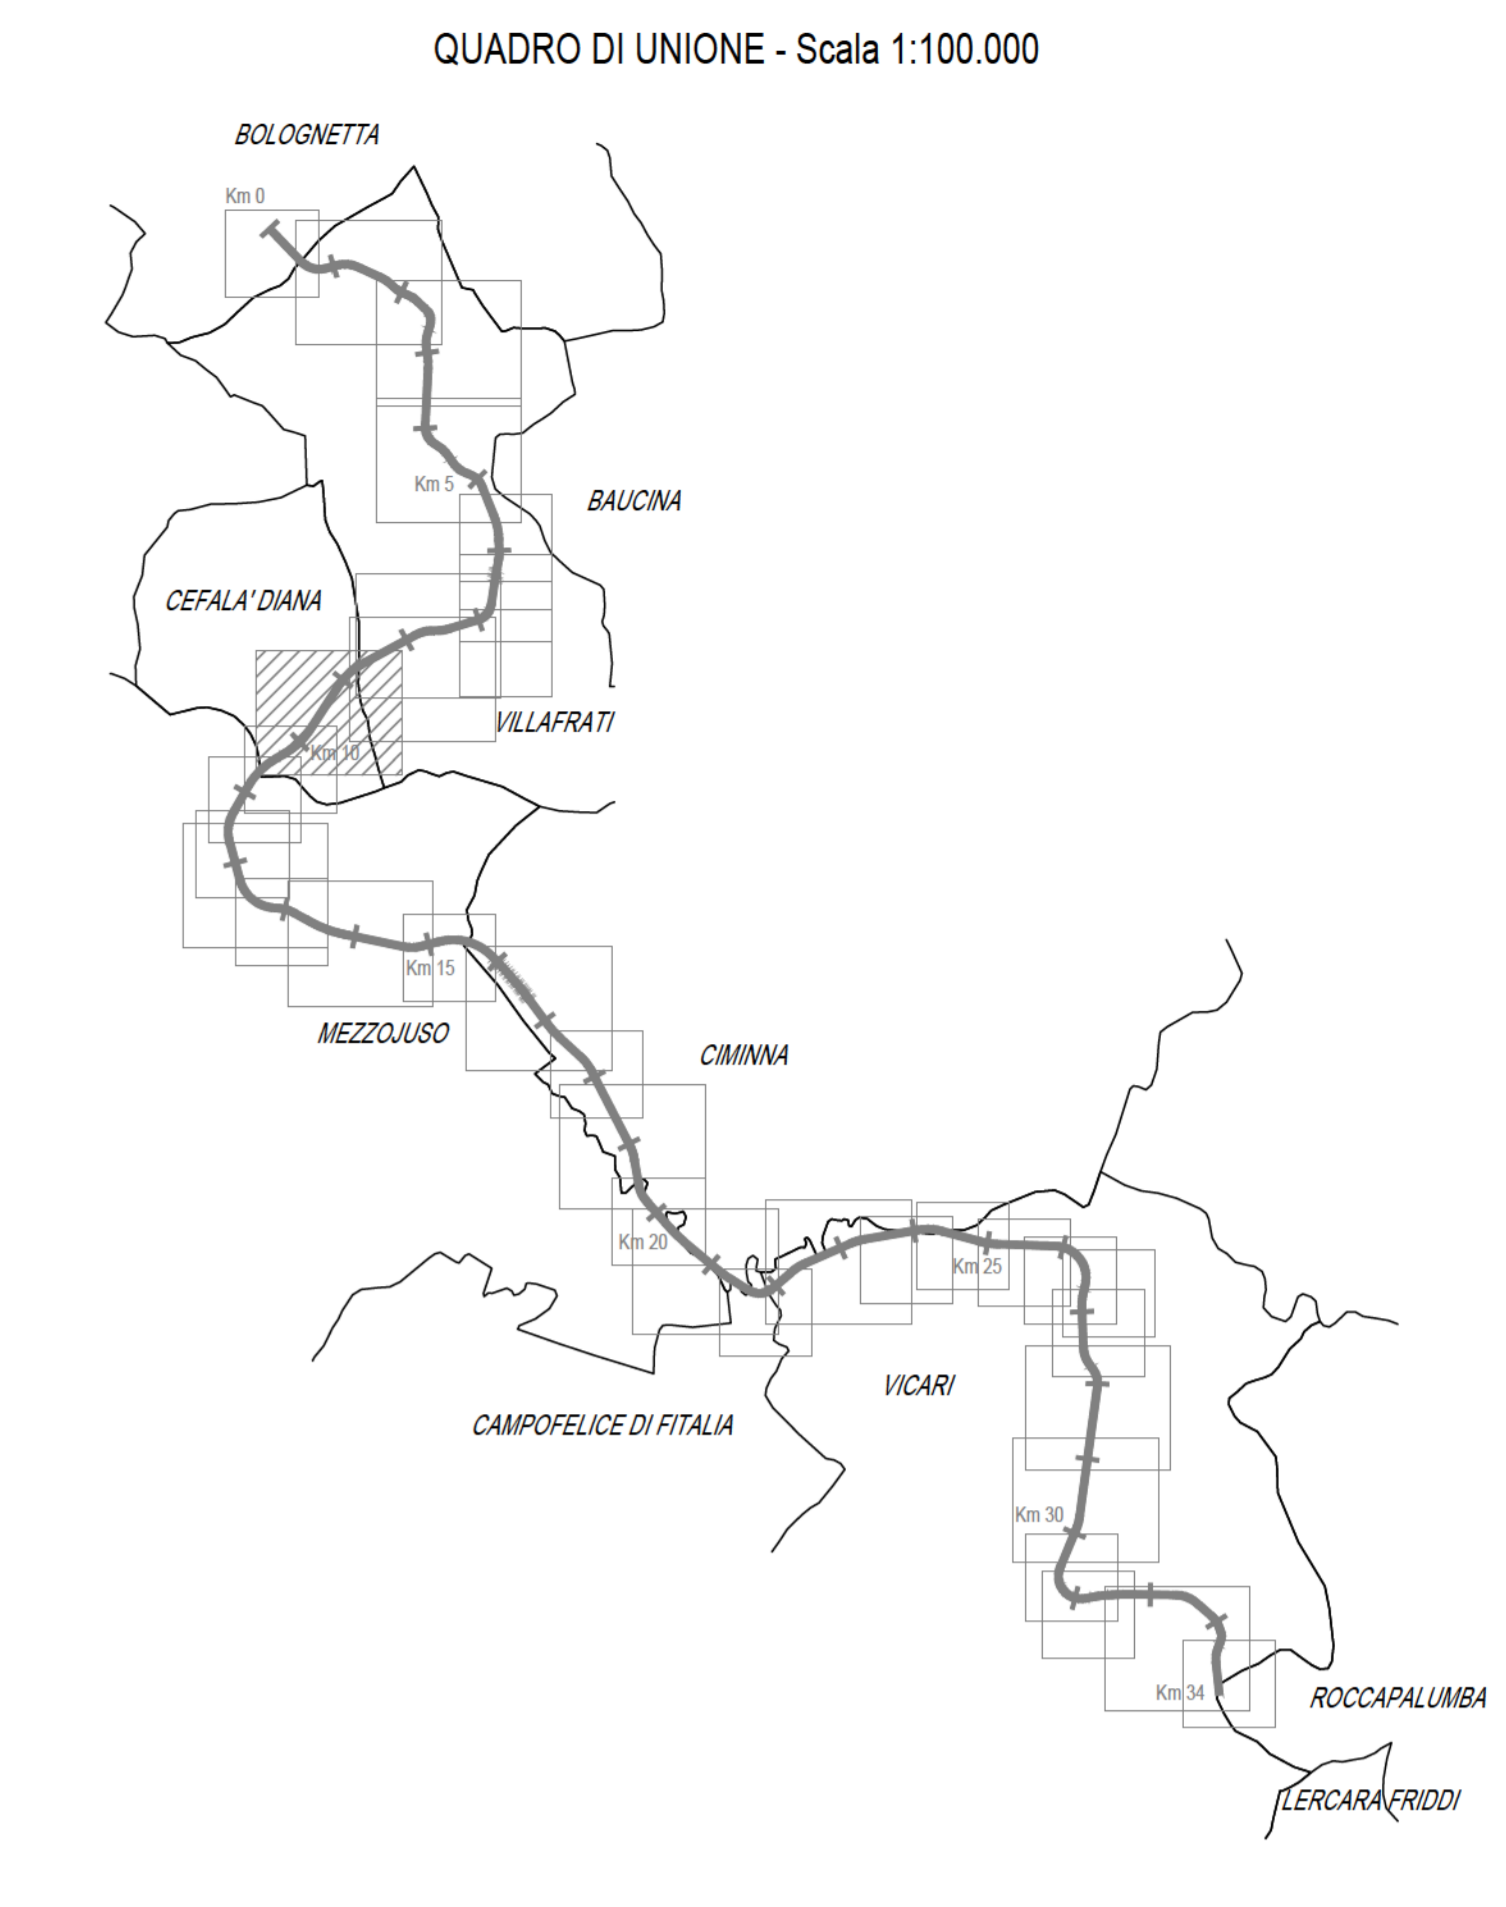 QUADRO DI UNIONE - Scala 1:100.000
BOLOGNETTA
Km 0
Km 5
BAUCINA
CEFALA' DIANA
VILLAFRATI
Km 10
Km 15
MEZZOJUSO
CIMINNA
Km 20
Km 25
VICARI
CAMPOFELICE DI FITALIA
Km 30
Km 34
ROCCAPALUMBA
LERCARA FRIDDI